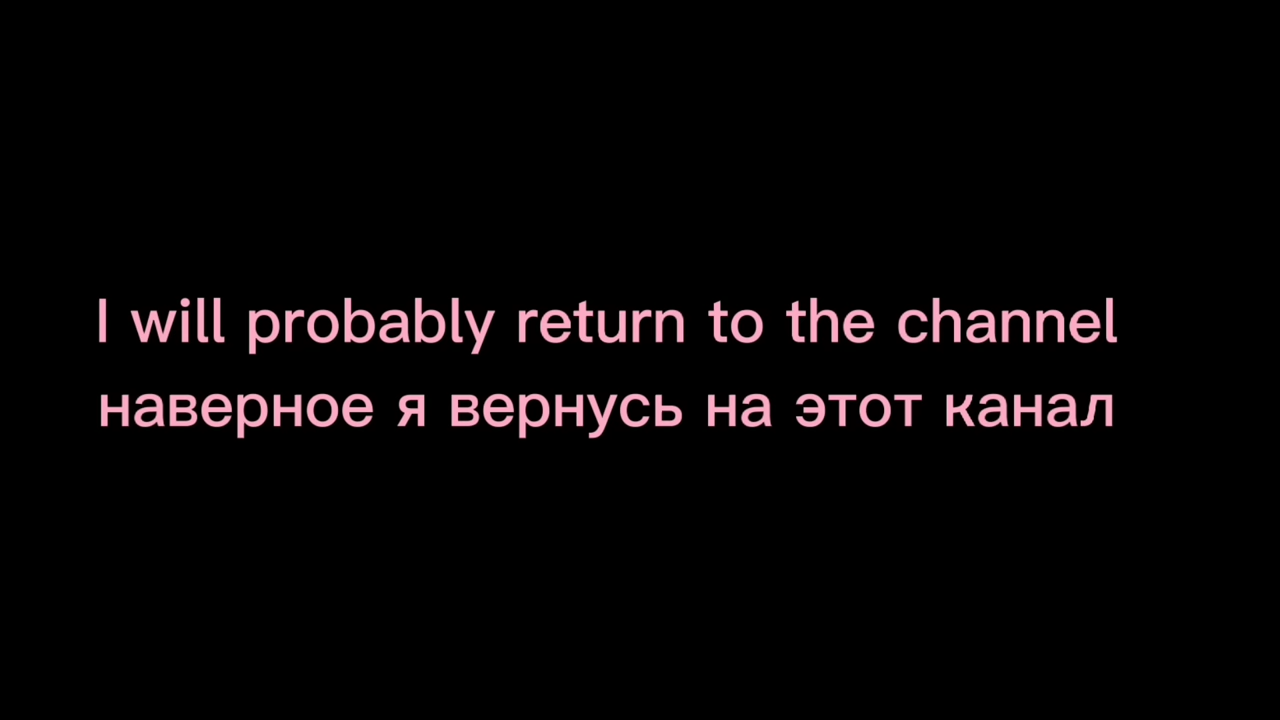 I will probably return to the channel
наверное я вернусь на этот канал